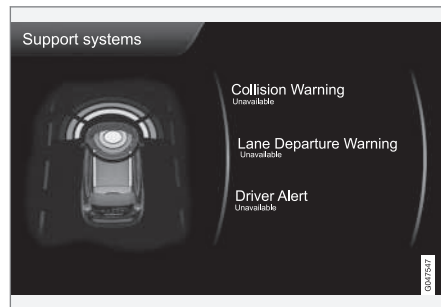 Support systems
Collision Warning
Unavailable
Lane Departure Warning
Unavailable
Driver Alert
Unavailable
G047547